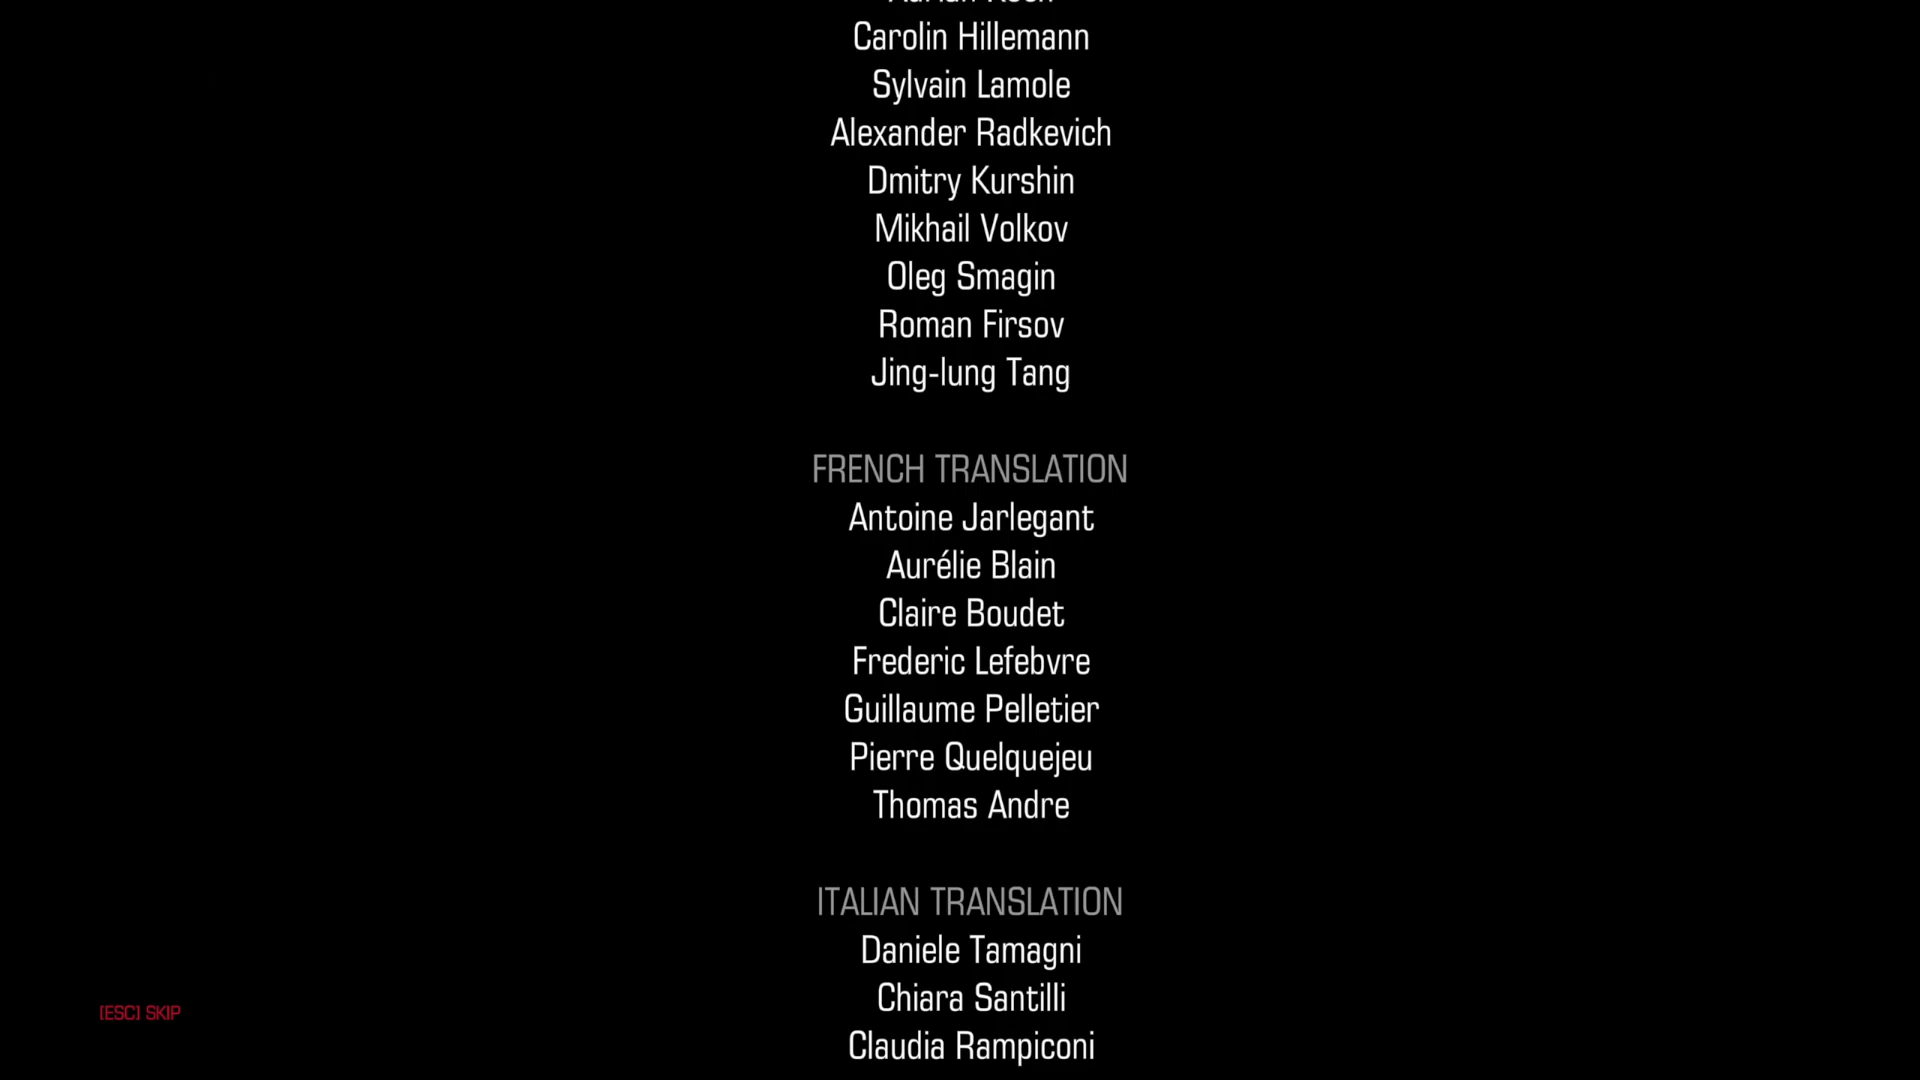 Carolin Hillemann
Sylvain Lamole
Alexander Radkevich
Dmitry Kurshin
Mikhail Volkov
Oleg Smagin
Roman Firsov
Jing-lung Tang
FRENCH TRANSLATION
Antoine Jarlegant
Aurélie Blain
Claire Boudet
Frederic Lefebvre
Guillaume Pelletier
Pierre Quelquejeu
Thomas Andre
ITALIAN TRANSLATION
Daniele Tamagni
Chiara Santilli
[ESC] SKIP
Claudia Rampiconi